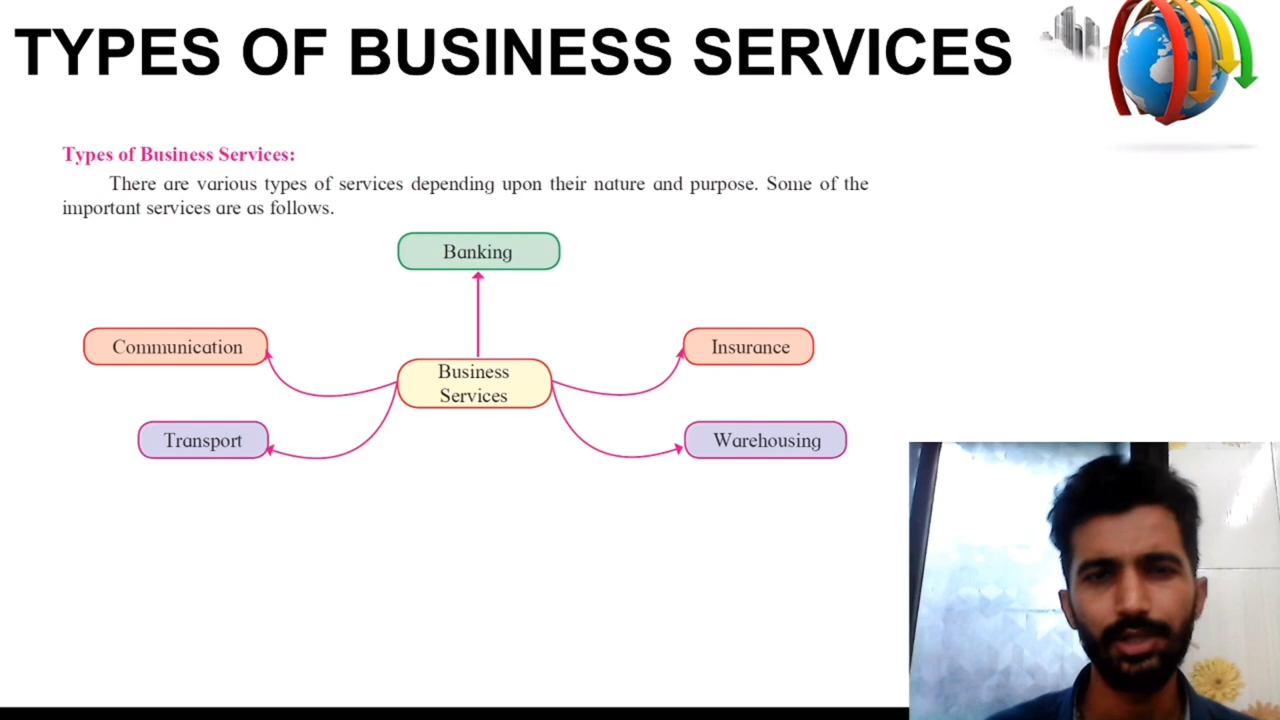 TYPES OF BUSINESS SERVICES
Types of Business Services:
There are various types of services depending upon their nature and purpose. Some of the
important services are as follows.
Banking
Communication
Insurance
Business
Services
Transport
Warehousing